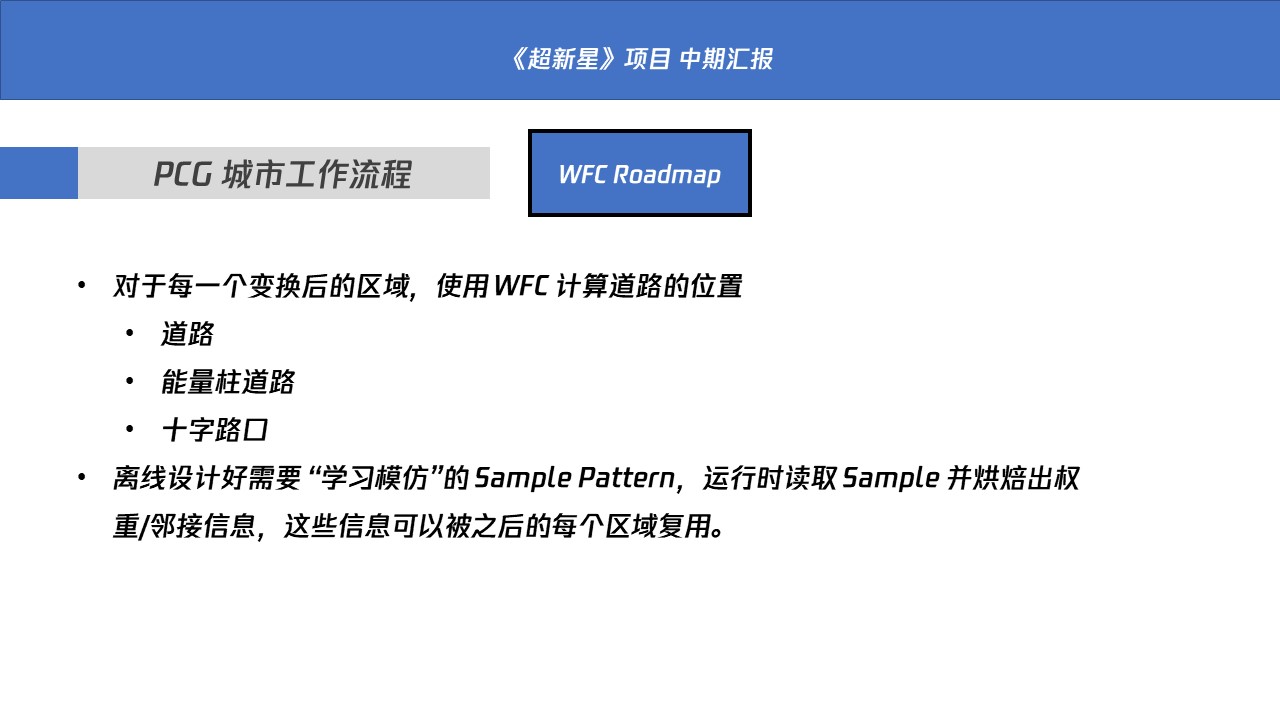 《超新星》项目 中期汇报
PCG 城市工作流程
WFC Roadmap
• 对于每一个变换后的区域，使用 WFC 计算道路的位置
• 道路
• 能量柱道路
• 十字路口
• 离线设计好需要 “学习模仿”的 Sample Pattern，运行时读取 Sample 并烘焙出权
重/邻接信息，这些信息可以被之后的每个区域复用。